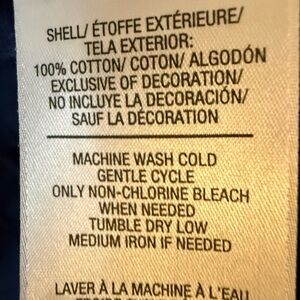 SHELL/ ÉTOFFE EXTÉRIEURE/
TELA EXTERIOR:
100% COTTON/ COTON/ ALGODÓN
EXCLUSIVE OF DECORATION/
NO INCLUYE LA DECORACIÓN/
SAUF LA DÉCORATION
MACHINE WASH COLD
GENTLE CYCLE
ONLY NON-CHLORINE BLEACH
WHEN NEEDED
TUMBLE DRY LOW
MEDIUM IRON IF NEEDED
LAVER À LA MACHINE À L'EAU